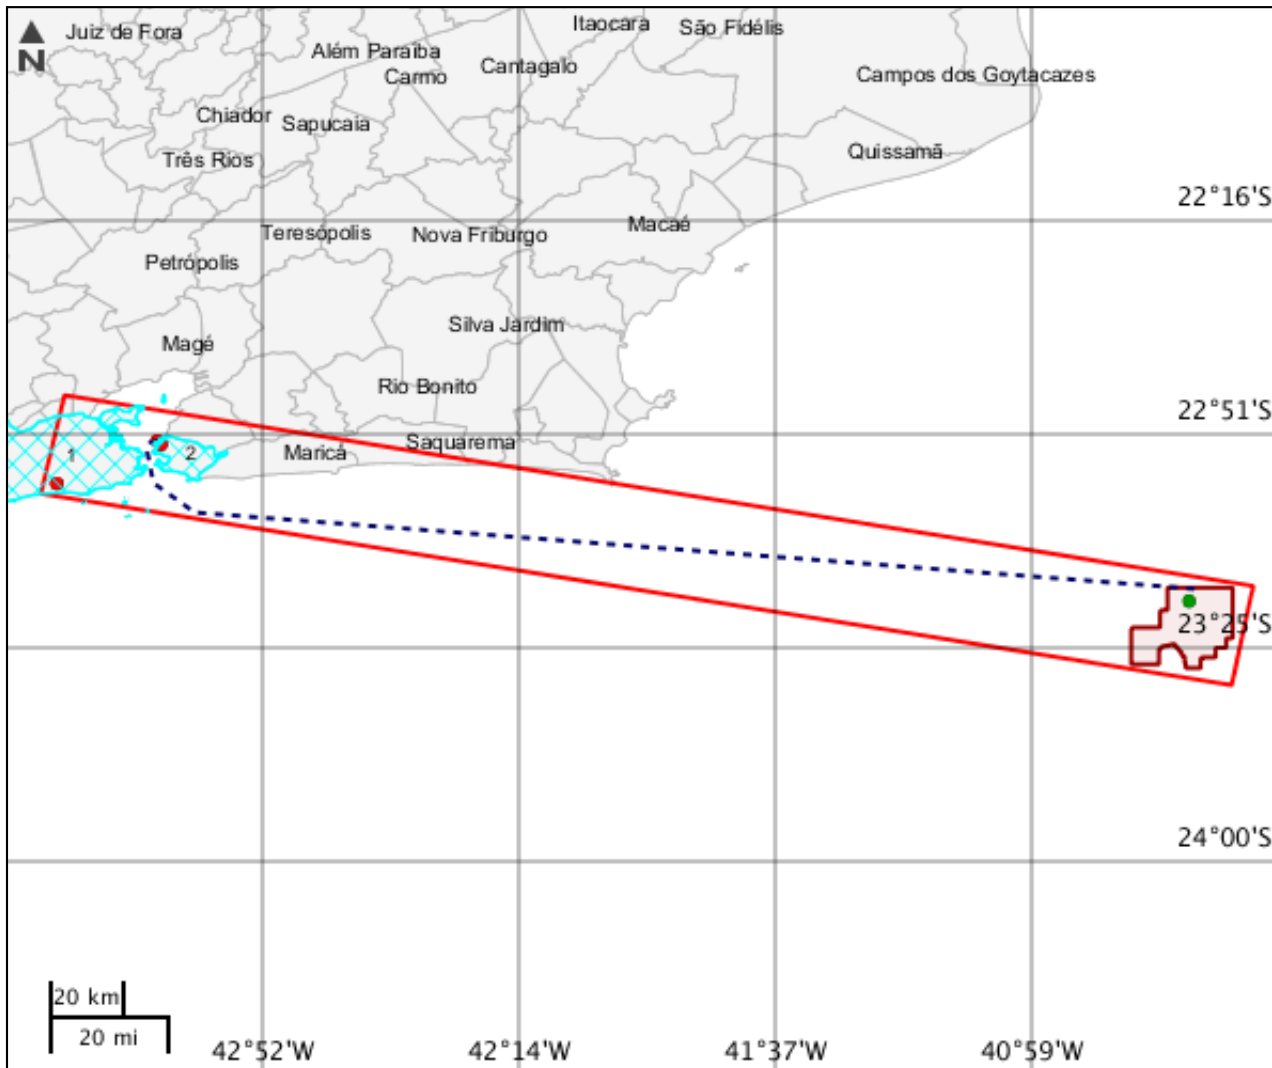 N
Juiz de Fora
Itaocara
São Fidélis
Além Paraíba
Carmo
Cantagalo
Campos dos Goytacazes
Chiador
Sapucaia
Três Rios
Quissamã
22°16'S
Teresópolis
Nova Friburgo
Macaé
Petrópolis
Silva Jardim
Magé
Rio Bonito
22°51'S
1
2
Maricá
Saquarema
23°25'S
24°00'S
20 km
20 mi
42°52'W
42°14'W
41°37'W
40°59'W